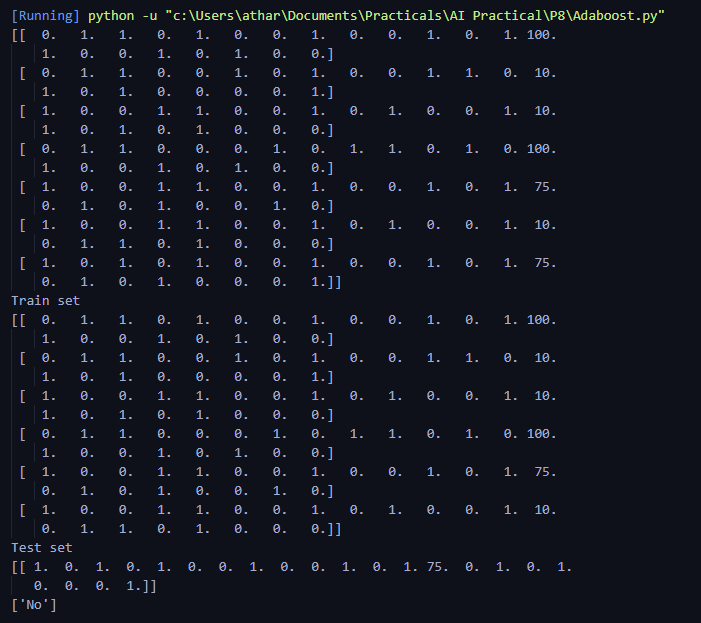 [Running] python -u "c:\Users\athar\Documents\Practicals\AI Practical\P8\Adaboost.py"
[[  0.   1.   1.   0.   1.   0.   0.   1.   0.   0.   1.   0.   1. 100.
    1.   0.   0.   1.   0.   1.   0.   0.]
 [  0.   1.   1.   0.   0.   1.   0.   1.   0.   0.   1.   1.   0.  10.
    1.   0.   1.   0.   0.   0.   0.   1.]
 [  1.   0.   0.   1.   1.   0.   0.   1.   0.   1.   0.   0.   1.  10.
    1.   0.   1.   0.   1.   0.   0.   0.]
 [  0.   1.   1.   0.   0.   0.   1.   0.   1.   1.   0.   1.   0. 100.
    1.   0.   0.   1.   0.   1.   0.   0.]
 [  1.   0.   0.   1.   1.   0.   0.   1.   0.   0.   1.   0.   1.  75.
    0.   1.   0.   1.   0.   0.   1.   0.]
 [  1.   0.   0.   1.   1.   0.   0.   1.   0.   1.   0.   0.   1.  10.
    0.   1.   1.   0.   1.   0.   0.   0.]
 [  1.   0.   1.   0.   1.   0.   0.   1.   0.   0.   1.   0.   1.  75.
    0.   1.   0.   1.   0.   0.   0.   1.]]
Train set
[[  0.   1.   1.   0.   1.   0.   0.   1.   0.   0.   1.   0.   1. 100.
    1.   0.   0.   1.   0.   1.   0.   0.]
 [  0.   1.   1.   0.   0.   1.   0.   1.   0.   0.   1.   1.   0.  10.
    1.   0.   1.   0.   0.   0.   0.   1.]
 [  1.   0.   0.   1.   1.   0.   0.   1.   0.   1.   0.   0.   1.  10.
    1.   0.   1.   0.   1.   0.   0.   0.]
 [  0.   1.   1.   0.   0.   0.   1.   0.   1.   1.   0.   1.   0. 100.
    1.   0.   0.   1.   0.   1.   0.   0.]
 [  1.   0.   0.   1.   1.   0.   0.   1.   0.   0.   1.   0.   1.  75.
    0.   1.   0.   1.   0.   0.   1.   0.]
 [  1.   0.   0.   1.   1.   0.   0.   1.   0.   1.   0.   0.   1.  10.
    0.   1.   1.   0.   1.   0.   0.   0.]]
Test set
[[ 1.  0.  1.  0.  1.  0.  0.  1.  0.  0.  1.  0.  1. 75.  0.  1.  0.  1.
   0.  0.  0.  1.]]
['No']